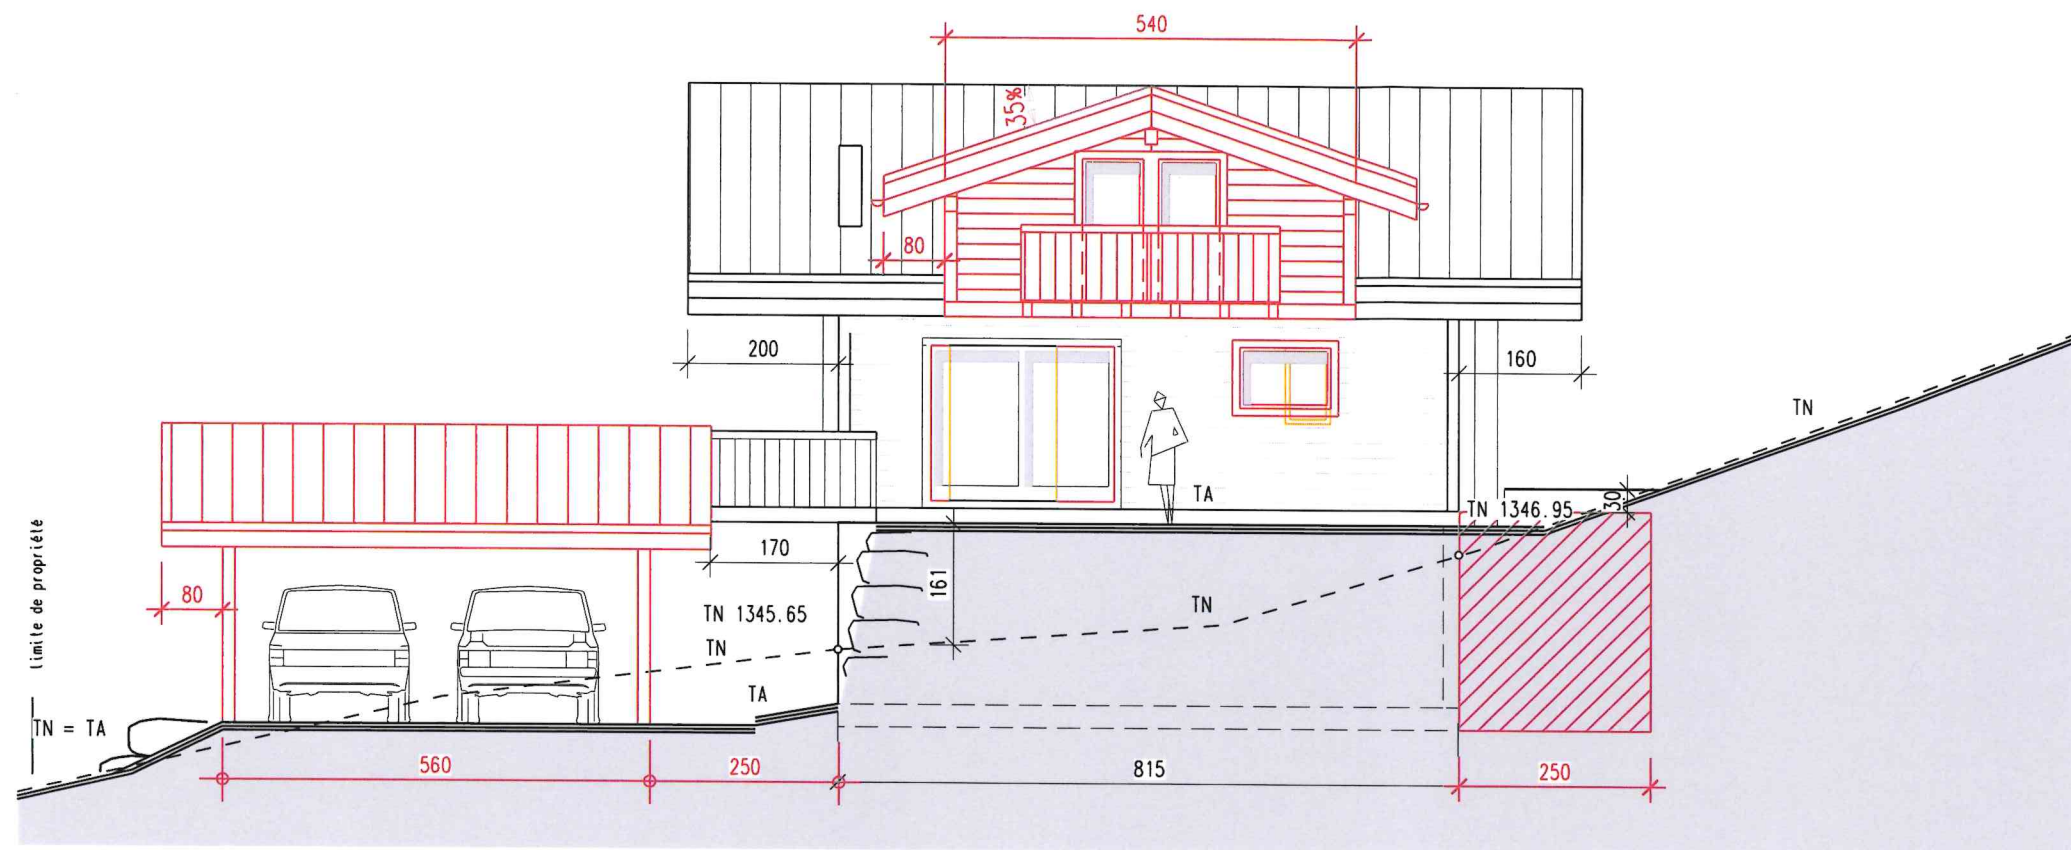 540
35%
80
200
160
TN
TA
TN 1346.95
30
limite de propriété
170
161
80
TN 1345.65
TN
TN
TA
TN = TA
560
250
815
250